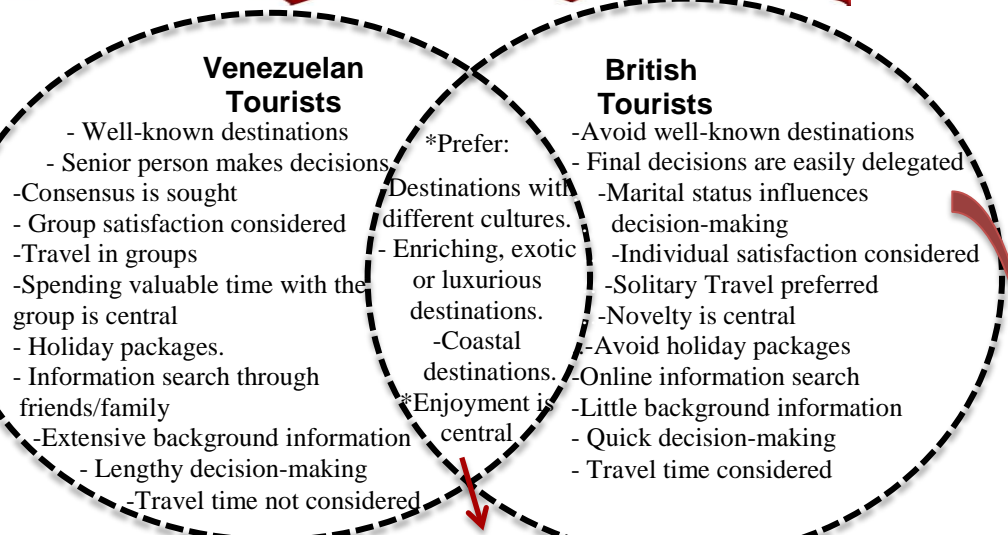 Venezuelan
Tourists
- Well-known destinations
- Senior person makes decisions
-Consensus is sought
- Group satisfaction considered
-Travel in groups
-Spending valuable time with the
group is central
- Holiday packages.
- Information search through
friends/family
-Extensive background information
- Lengthy decision-making
-Travel time not considered
*Prefer:
-Destinations with
different cultures.
- Enriching, exotic
or luxurious
destinations.
-Coastal
destinations.
*Enjoyment is
central
British
Tourists
-Avoid well-known destinations
- Final decisions are easily delegated
-Marital status influences
decision-making
-Individual satisfaction considered
-Solitary Travel preferred
-Novelty is central
-Avoid holiday packages
-Online information search
-Little background information
- Quick decision-making
- Travel time considered